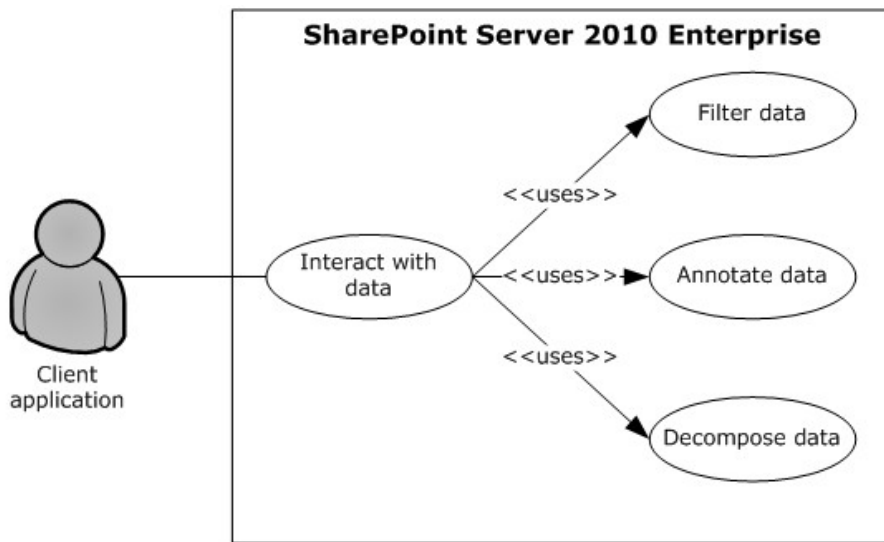 SharePoint Server 2010 Enterprise
Filter data
<<uses>>
Interact with
data
<<uses>>
Annotate data
<<uses>>
Client
application
Decompose data